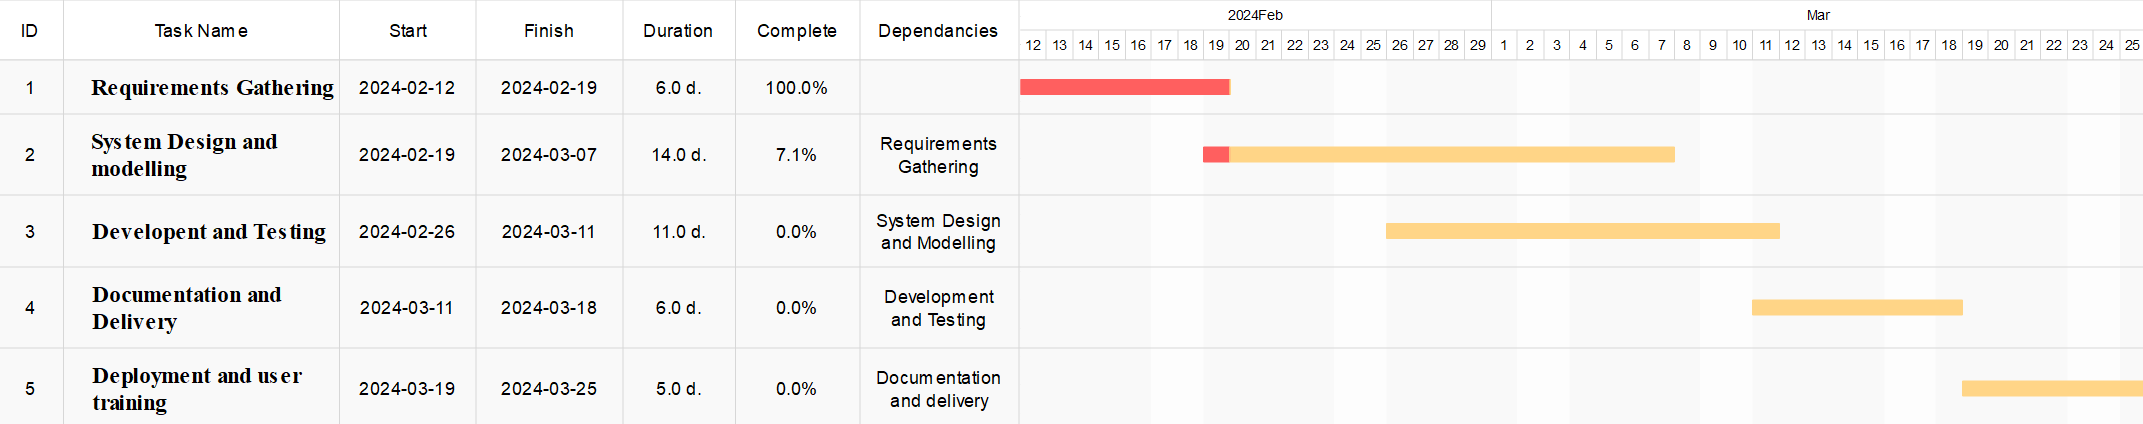 ID Task Name Start Finish Duration Complete Dependancies 2024Feb Mar
12 13 14 15 16 17 18 19 20 21 22 23 24 25 26 27 28 29 1 2 3 4 5 6 7 8 9 10 11 12 13 14 15 16 17 18 19 20 21 22 23 24 25
1 Requirements Gathering 2024-02-12 2024-02-19 6.0 d. 100.0%
2 System Design and
modelling 2024-02-19 2024-03-07 14.0 d. 7.1% Requirements
Gathering
3 Developent and Testing 2024-02-26 2024-03-11 11.0 d. 0.0% System Design
and Modelling
4 Documentation and
Delivery 2024-03-11 2024-03-18 6.0 d. 0.0% Development
and Testing
5 Deployment and user
training 2024-03-19 2024-03-25 5.0 d. 0.0% Documentation
and delivery